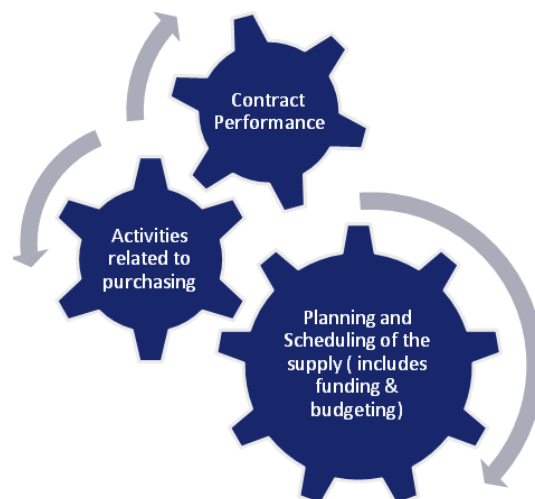 Contract
Performance
Activities
related to
purchasing
Planning and
Scheduling of the
supply ( includes
funding &
budgeting)